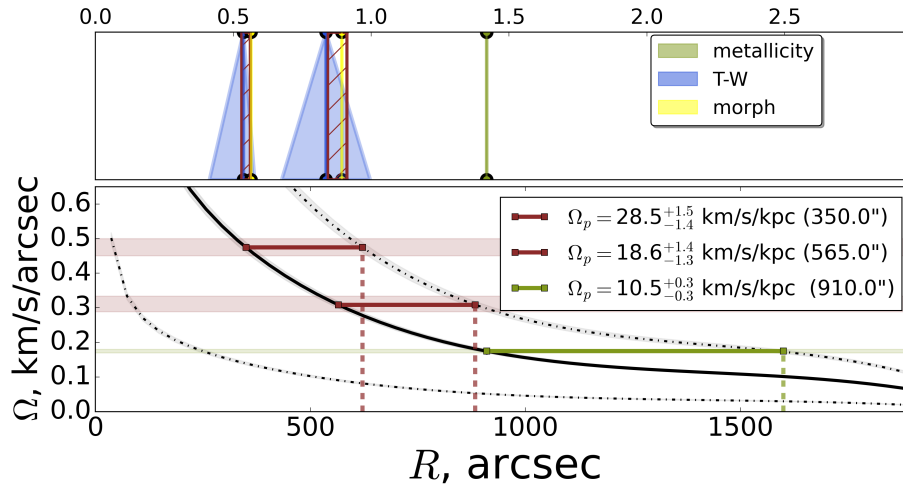 0.0 0.5 1.0 1.5 2.0 2.5
metallicity
T-W
morph
0.6
0.5
0.4
0.3
0.2
0.1
0.0
Ω, km/s/arcsec
Ω_p = 28.5^{+1.5}_{-1.4} km/s/kpc (350.0")
Ω_p = 18.6^{+1.4}_{-1.3} km/s/kpc (565.0")
Ω_p = 10.5^{+0.3}_{-0.3} km/s/kpc (910.0")
0 500 1000 1500
R, arcsec